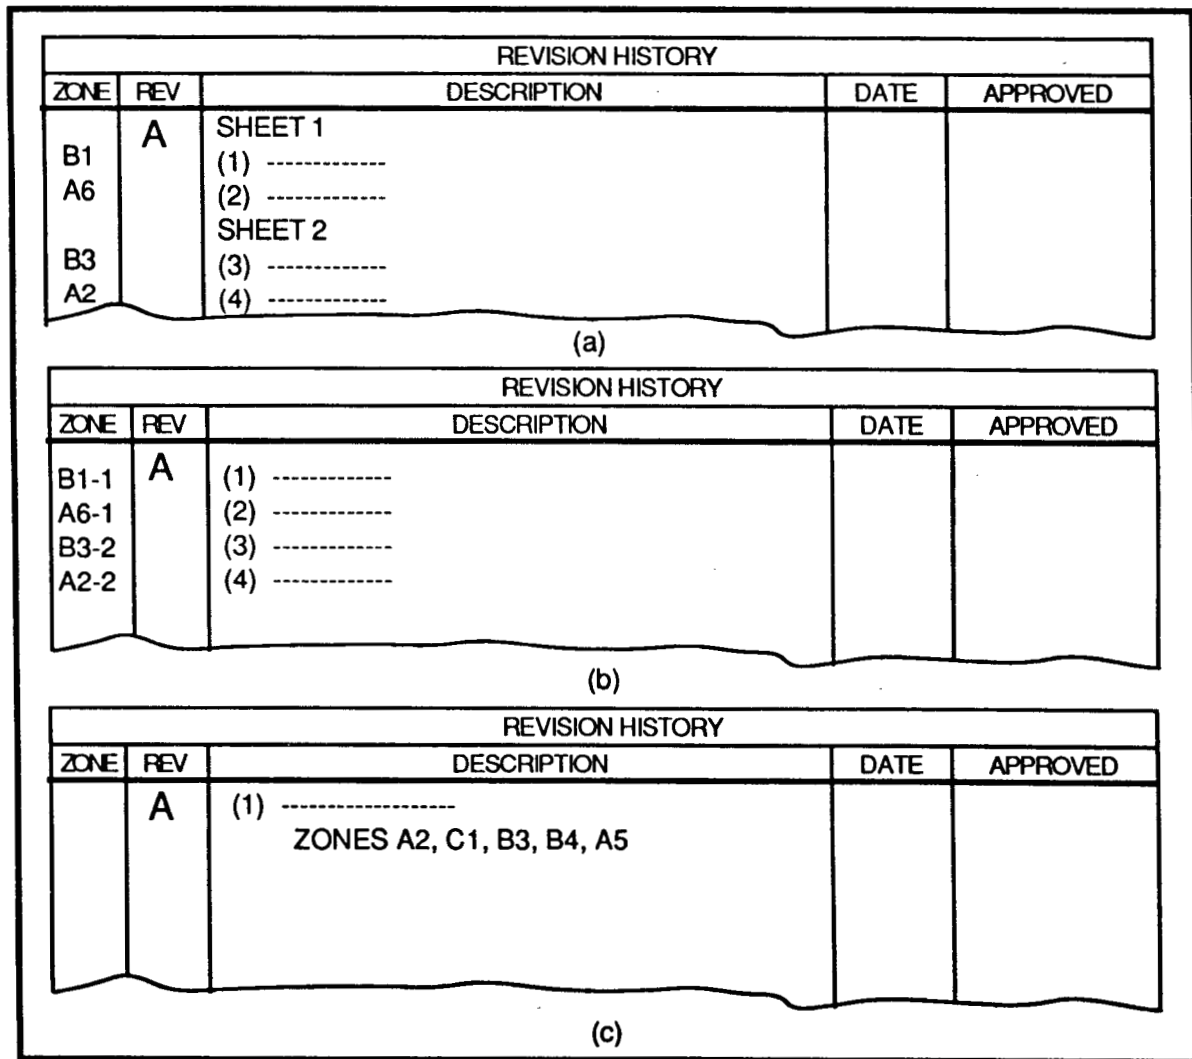 REVISION HISTORY
ZONE REV DESCRIPTION DATE APPROVED
A SHEET 1
B1 (1) -------------
A6 (2) -------------
SHEET 2
B3 (3) -------------
A2 (4) -------------
(a)
REVISION HISTORY
ZONE REV DESCRIPTION DATE APPROVED
B1-1 A (1) -------------
A6-1 (2) -------------
B3-2 (3) -------------
A2-2 (4) -------------
(b)
REVISION HISTORY
ZONE REV DESCRIPTION DATE APPROVED
A (1) -------------------
ZONES A2, C1, B3, B4, A5
(c)